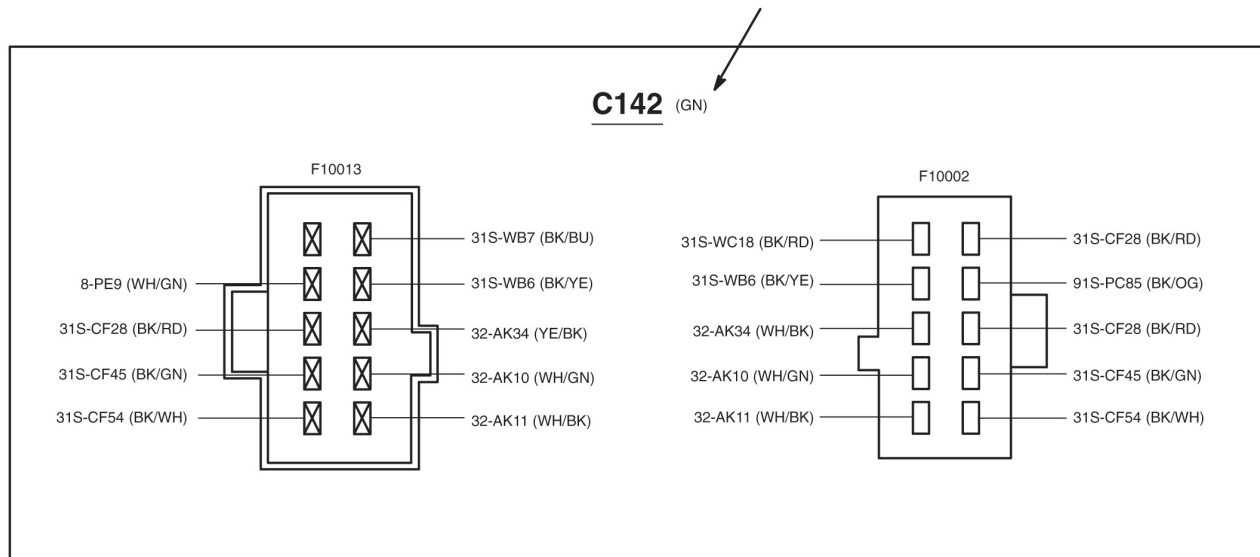 C142 (GN)
F10013
31S-WB7 (BK/BU)
8-PE9 (WH/GN)
31S-WB6 (BK/YE)
31S-CF28 (BK/RD)
32-AK34 (YE/BK)
31S-CF45 (BK/GN)
32-AK10 (WH/GN)
31S-CF54 (BK/WH)
32-AK11 (WH/BK)
F10002
31S-WC18 (BK/RD)
31S-CF28 (BK/RD)
31S-WB6 (BK/YE)
91S-PC85 (BK/OG)
32-AK34 (WH/BK)
31S-CF28 (BK/RD)
32-AK10 (WH/GN)
31S-CF45 (BK/GN)
32-AK11 (WH/BK)
31S-CF54 (BK/WH)